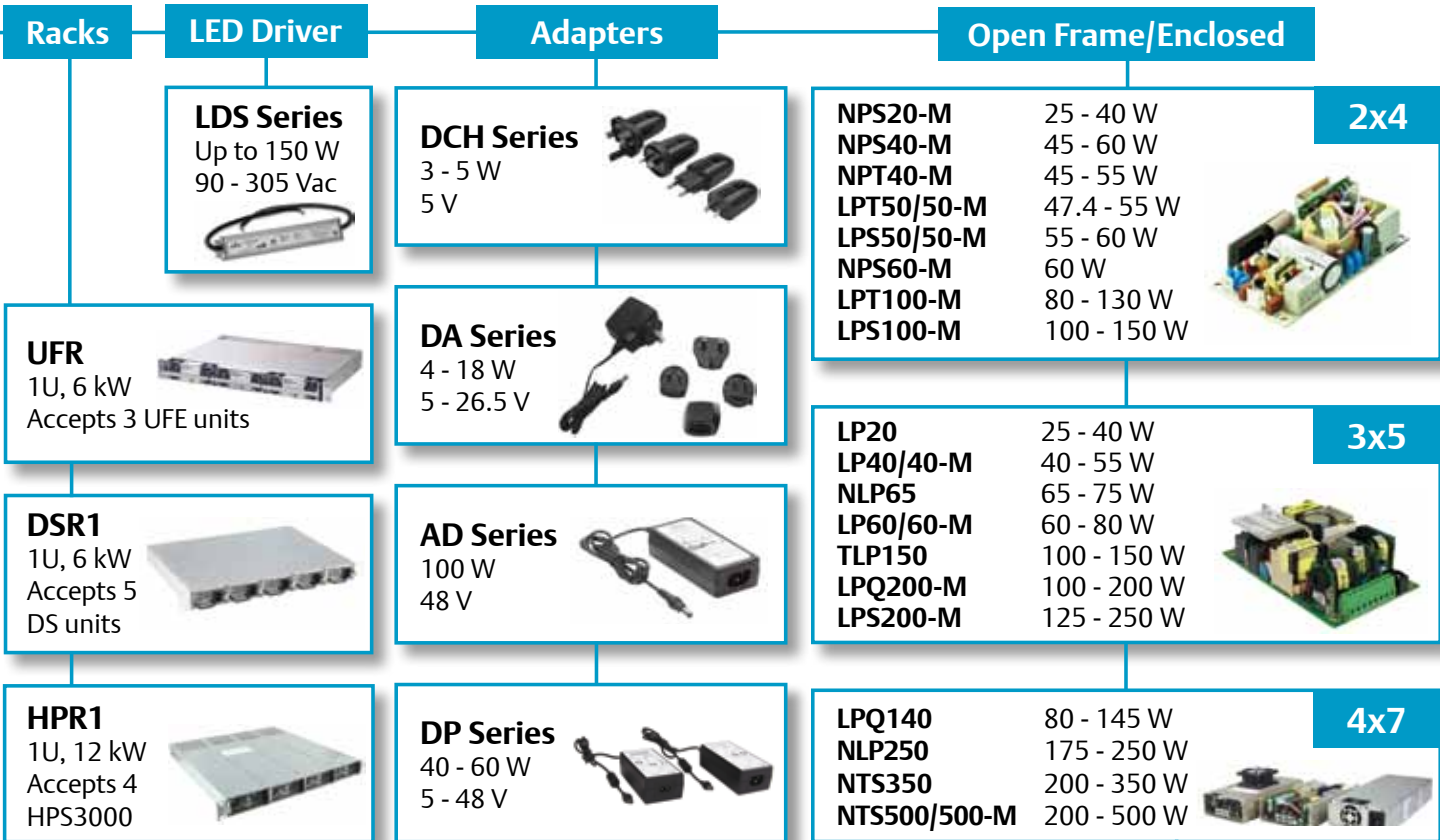 Racks
LED Driver
Adapters
Open Frame/Enclosed
LDS Series
Up to 150 W
90 - 305 Vac
UFR
1U, 6 kW
Accepts 3 UFE units
DSR1
1U, 6 kW
Accepts 5
DS units
HPR1
1U, 12 kW
Accepts 4
HPS3000
DCH Series
3 - 5 W
5 V
DA Series
4 - 18 W
5 - 26.5 V
AD Series
100 W
48 V
DP Series
40 - 60 W
5 - 48 V
2x4
NPS20-M 25 - 40 W
NPS40-M 45 - 60 W
NPT40-M 45 - 55 W
LPT50/50-M 47.4 - 55 W
LPS50/50-M 55 - 60 W
NPS60-M 60 W
LPT100-M 80 - 130 W
LPS100-M 100 - 150 W
3x5
LP20 25 - 40 W
LP40/40-M 40 - 55 W
NLP65 65 - 75 W
LP60/60-M 60 - 80 W
TLP150 100 - 150 W
LPQ200-M 100 - 200 W
LPS200-M 125 - 250 W
4x7
LPQ140 80 - 145 W
NLP250 175 - 250 W
NTS350 200 - 350 W
NTS500/500-M 200 - 500 W